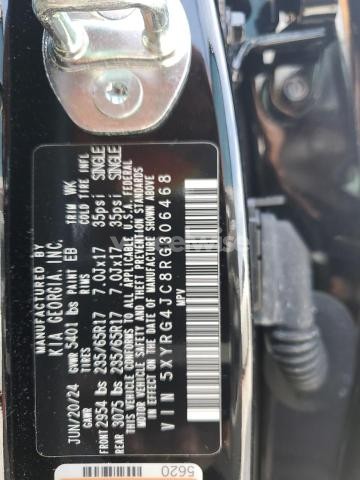 MANUFACTURED BY
KIA GEORGIA, INC.
JUN/20/24 GVWR 5401 lbs PAINT EB TRIM WK
GAWR TIRES RIMS COLD TIRE INFL
FRONT 2954 lbs 235/65R17 7.0JX17 35psi SINGLE
REAR 3075 lbs 235/65R17 7.0JX17 35psi SINGLE
THIS VEHICLE CONFORMS TO ALL APPLICABLE U.S.A. FEDERAL
MOTOR VEHICLE SAFETY AND THEFT PREVENTION STANDARDS
IN EFFECT ON THE DATE OF MANUFACTURE SHOWN ABOVE
VIN 5XYRG4JC8RG306468
MPV
5620